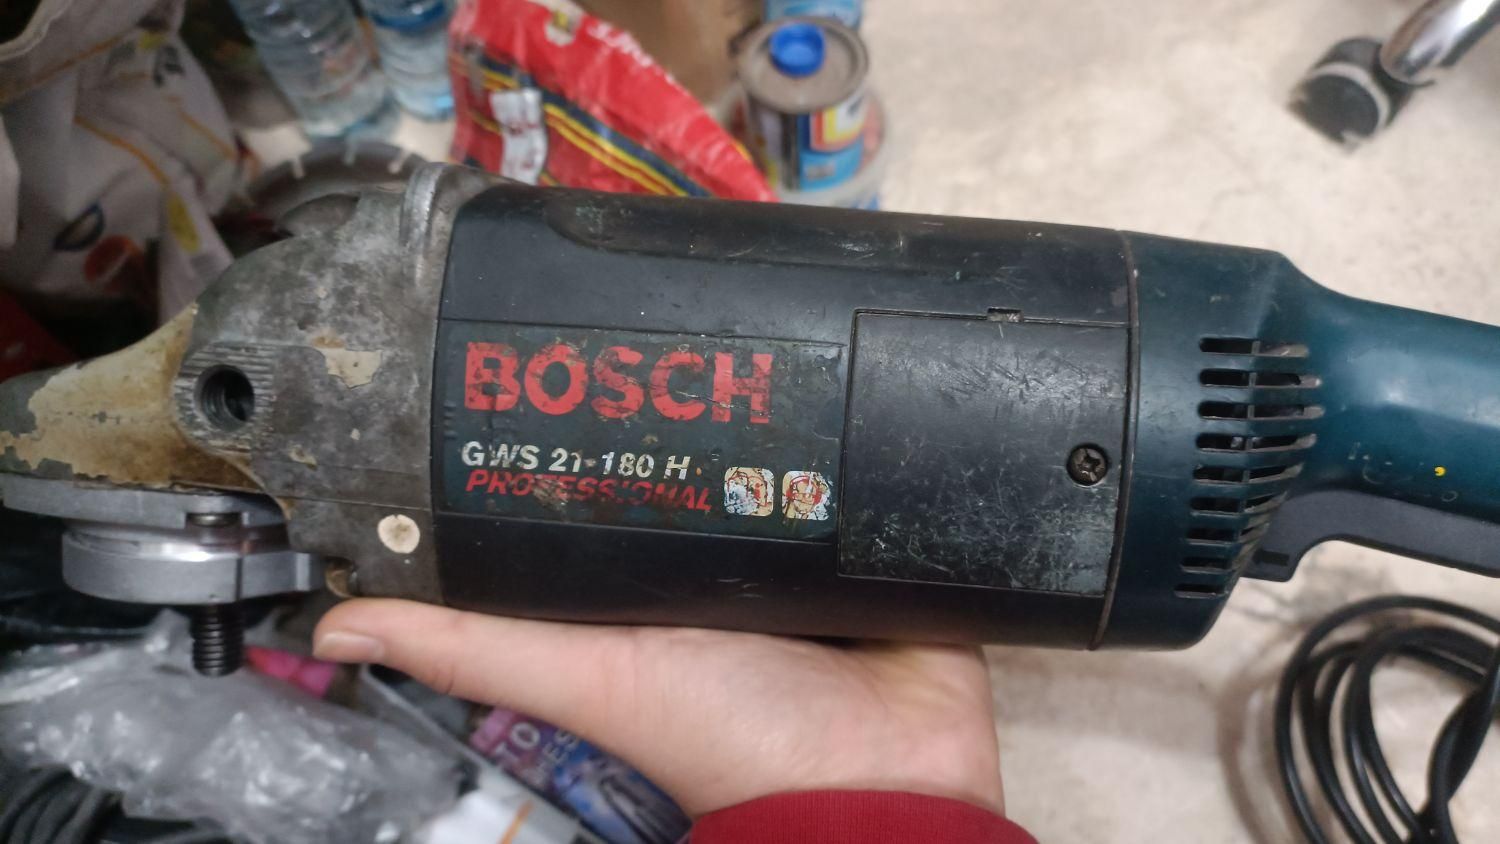 BOSCH
GWS 21-180 H
PROFESSIONAL